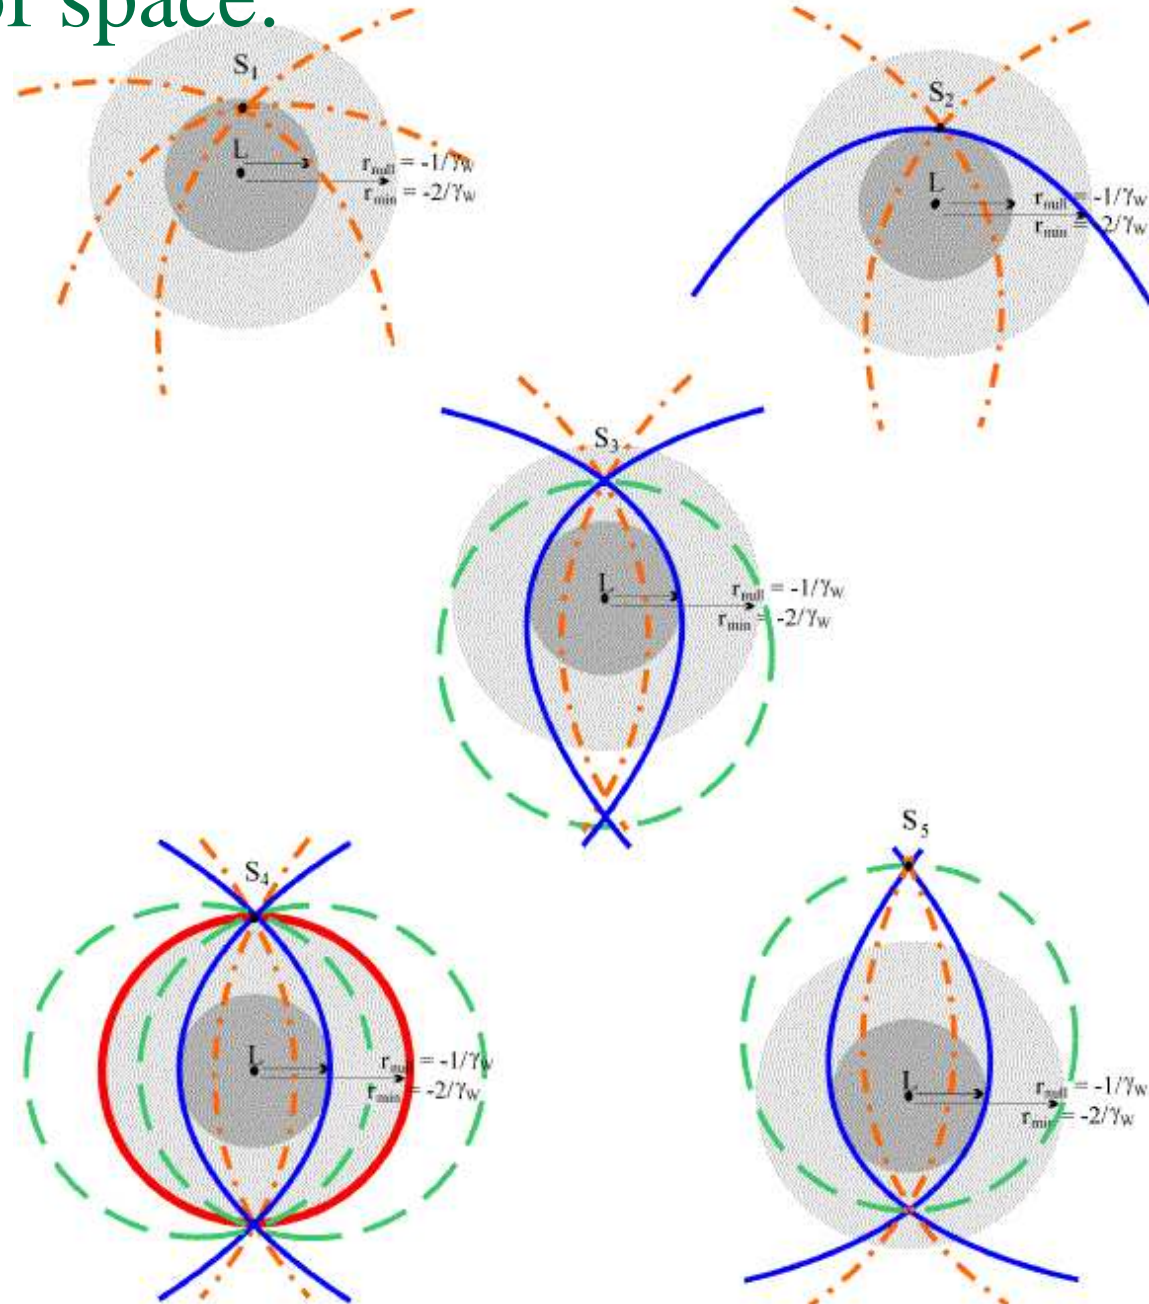 of space.
S₁
L
r_null = -1/γ_W
r_min = -2/γ_W
S₂
L
r_null = -1/γ_W
r_min = -2/γ_W
S₃
L
r_null = -1/γ_W
r_min = -2/γ_W
S₄
L
r_null = -1/γ_W
r_min = -2/γ_W
S₅
L
r_null = -1/γ_W
r_min = -2/γ_W